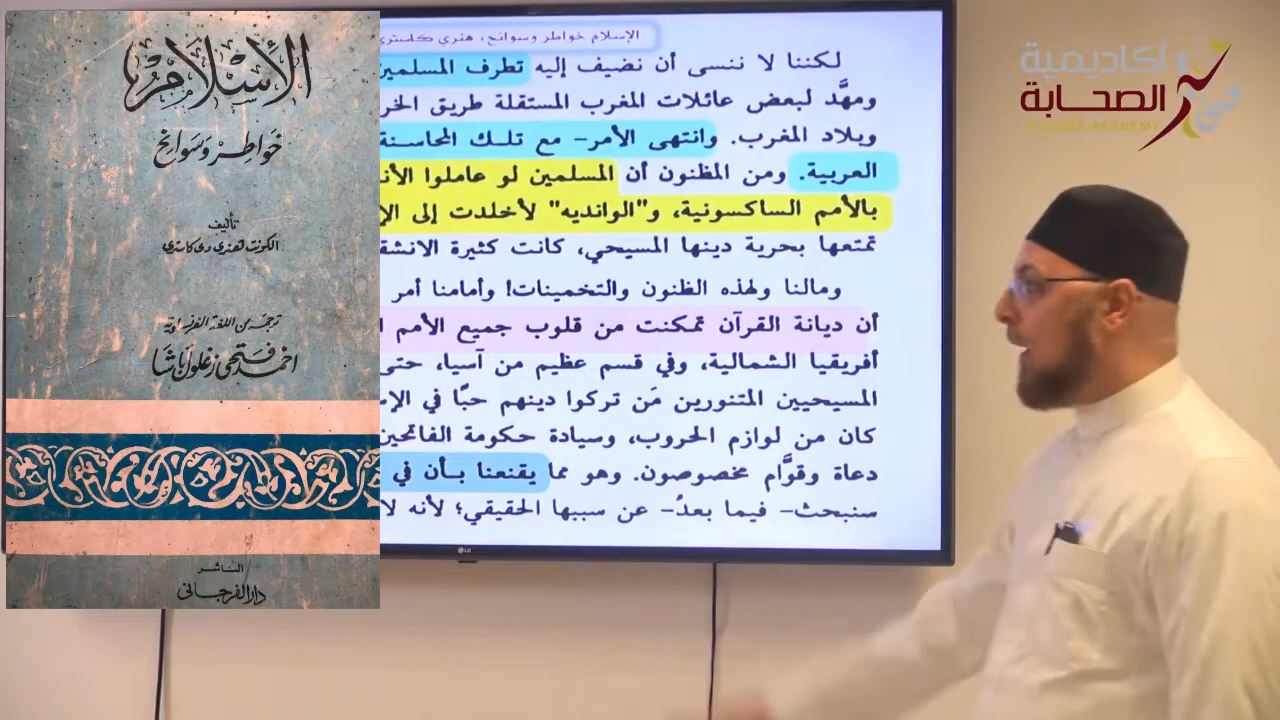 الإسلام
خواطر وسوانح
تأليف
الكونت هنري دي كاستري
ترجمه من اللغة الفرنساوية
احمد فتحي زغلول باشا
الناشر
دار الفرجاني
الإسلام خواطر وسوانح، هنري كاستري
لكننا لا ننسى أن نضيف إليه تطرف المسلمين
ومهَّد لبعض عائلات المغرب المستقلة طريق
وبلاد المغرب. وانتهى الأمر- مع تلك المحاسنة
العربية. ومن المظنون أن المسلمين لو عاملوا
بالأمم الساكسونية، و"الوانديه" لأخلدت إلى
تمتعها بحرية دينها المسيحي، كانت كثيرة
ومالنا ولهذه الظنون والتخمينات! وأمامنا أمر
أن ديانة القرآن تمكنت من قلوب جميع الأمم
أفريقيا الشمالية، وفي قسم عظيم من آسيا، حتى
المسيحيين المتنورين مَن تركوا دينهم حبًا في
كان من لوازم الحروب، وسيادة حكومة الفاتحين
دعاة وقوَّام مخصوصون. وهو مما يقنعنا بأن في
سنبحث- فيما بعدُ- عن سببها الحقيقي؛ لأنه
أكاديمية
الصحابة
LG